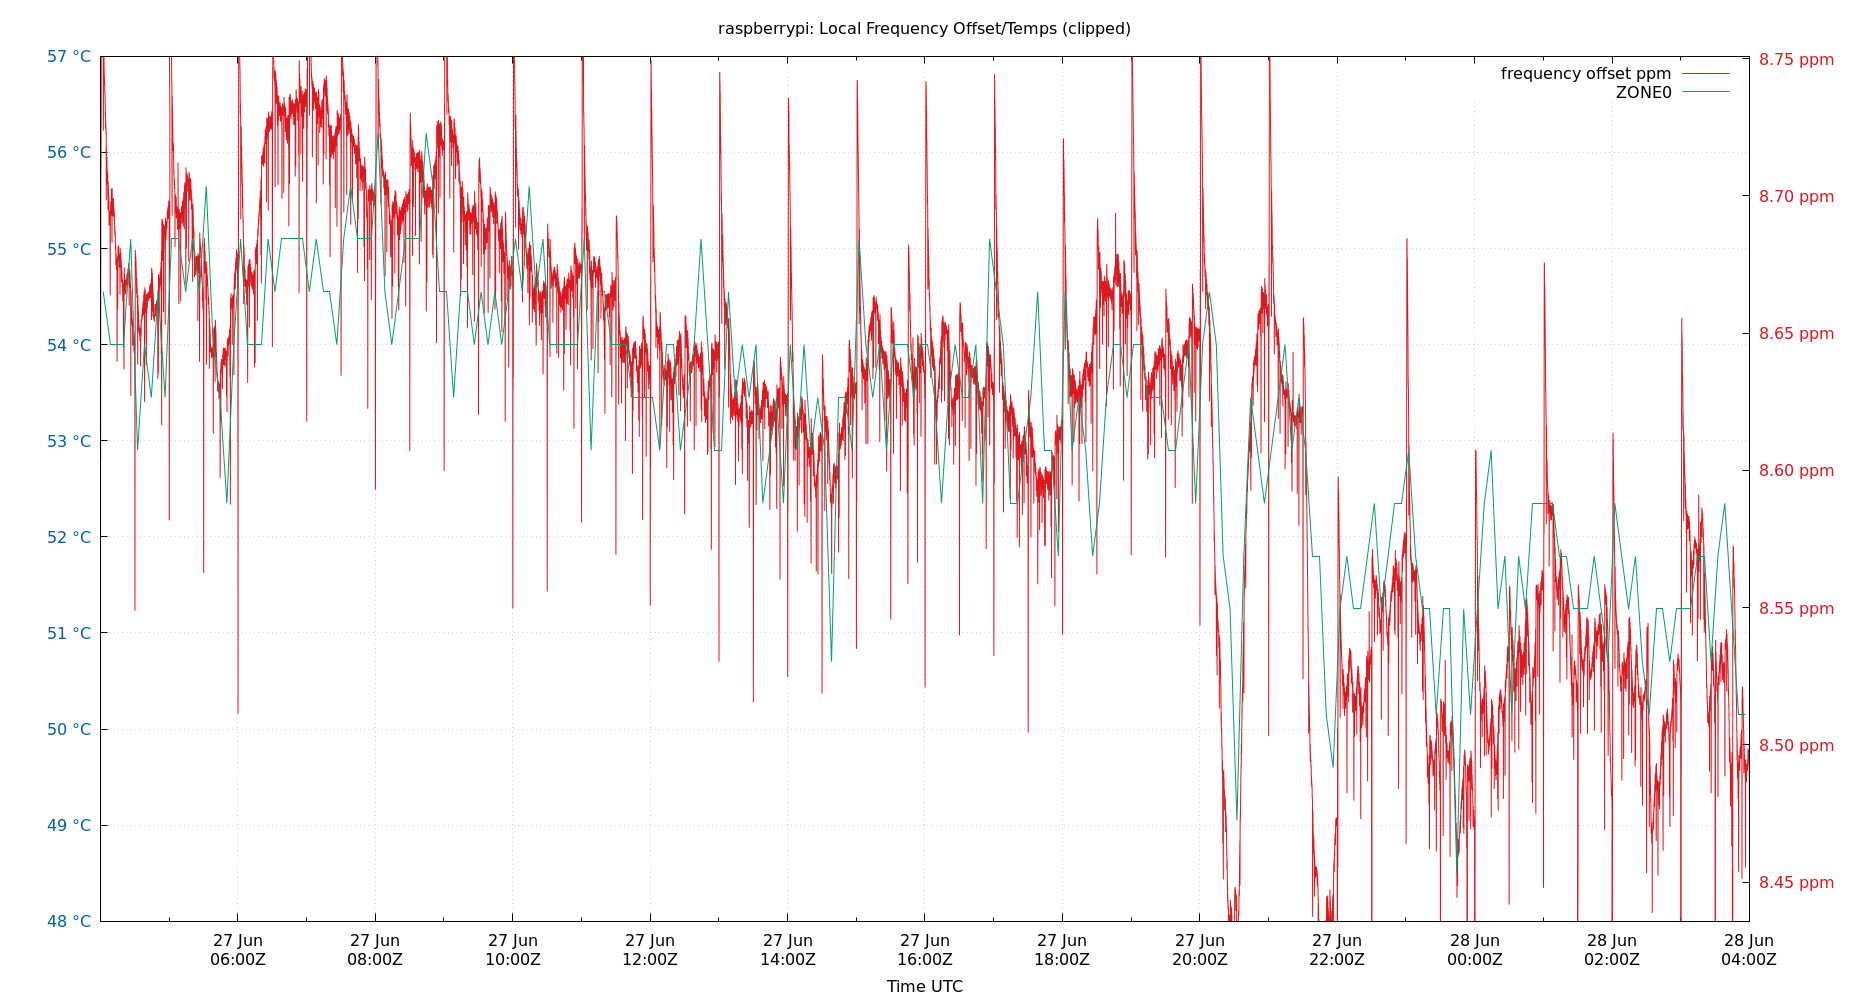 raspberrypi: Local Frequency Offset/Temps (clipped)
57 °C
56 °C
55 °C
54 °C
53 °C
52 °C
51 °C
50 °C
49 °C
48 °C
8.75 ppm
8.70 ppm
8.65 ppm
8.60 ppm
8.55 ppm
8.50 ppm
8.45 ppm
frequency offset ppm
ZONE0
27 Jun
06:00Z
27 Jun
08:00Z
27 Jun
10:00Z
27 Jun
12:00Z
27 Jun
14:00Z
27 Jun
16:00Z
27 Jun
18:00Z
27 Jun
20:00Z
27 Jun
22:00Z
28 Jun
00:00Z
28 Jun
02:00Z
28 Jun
04:00Z
Time UTC